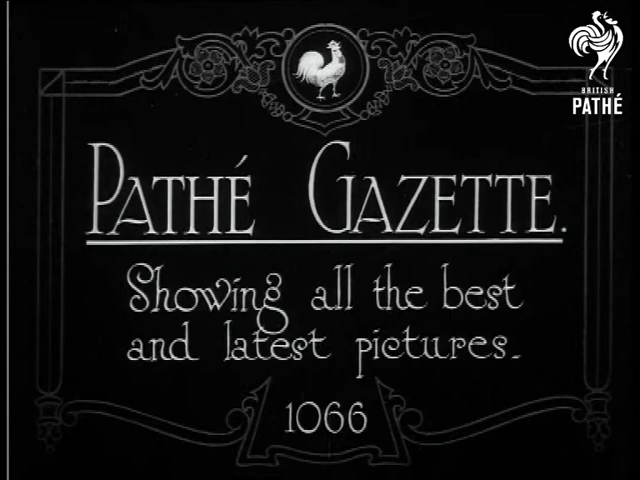 BRITISH
PATHÉ
PATHÉ GAZETTE.
Showing all the best
and latest pictures.
1066